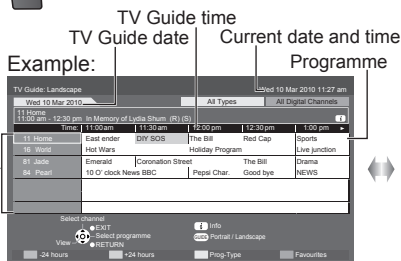 TV Guide time
TV Guide date
Current date and time
Example:
Programme
TV Guide: Landscape
Wed 10 Mar 2010 11:27 am
Wed 10 Mar 2010
All Types
All Digital Channels
11 Home
11:00 am - 12:30 pm In Memory of Lydia Shum (R) (S)
Time: 11:00am 11:30am 12:00 pm 12:30 pm 1:00 pm
11 Home East ender DIY SOS The Bill Red Cap Sports
16 World Hot Wars Holiday Program Live junction
81 Jade Emerald Coronation Street The Bill Drama
84 Pearl 10 O' clock News BBC Pepsi Char. Good bye NEWS
Select channel
EXIT
Select programme
View
RETURN
i Info
GUIDE Portrait / Landscape
-24 hours +24 hours Prog-Type Favourites